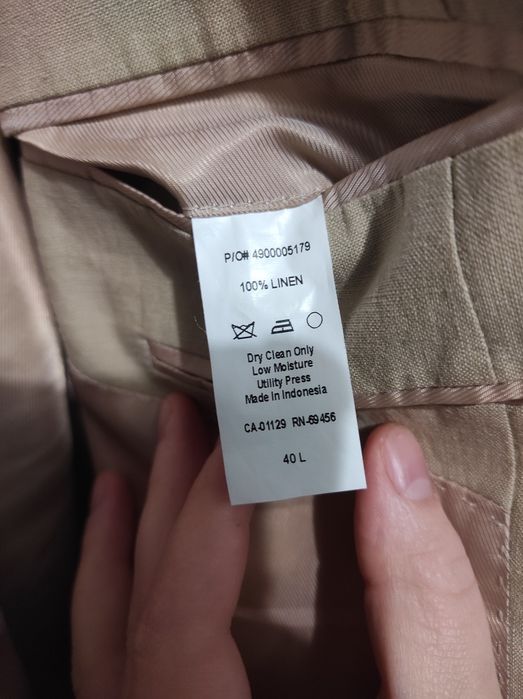 P/O# 4900005179
100% LINEN
Dry Clean Only
Low Moisture
Utility Press
Made in Indonesia
CA-01129 RN-69456
40 L